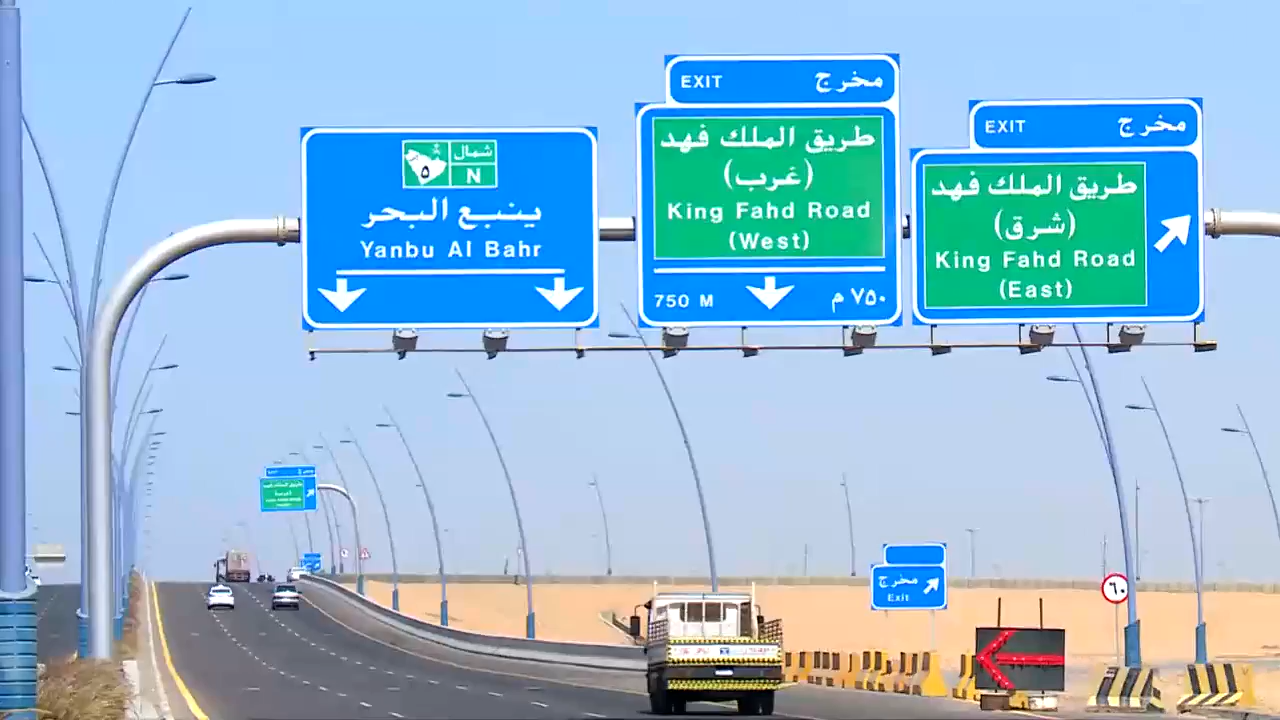 شمال
٥
N
ينبع البحر
Yanbu Al Bahr
EXIT مخرج
طريق الملك فهد
(غرب)
King Fahd Road
(West)
750 M ٧٥٠ م
EXIT مخرج
طريق الملك فهد
(شرق)
King Fahd Road
(East)
مخرج
Exit
٦٠